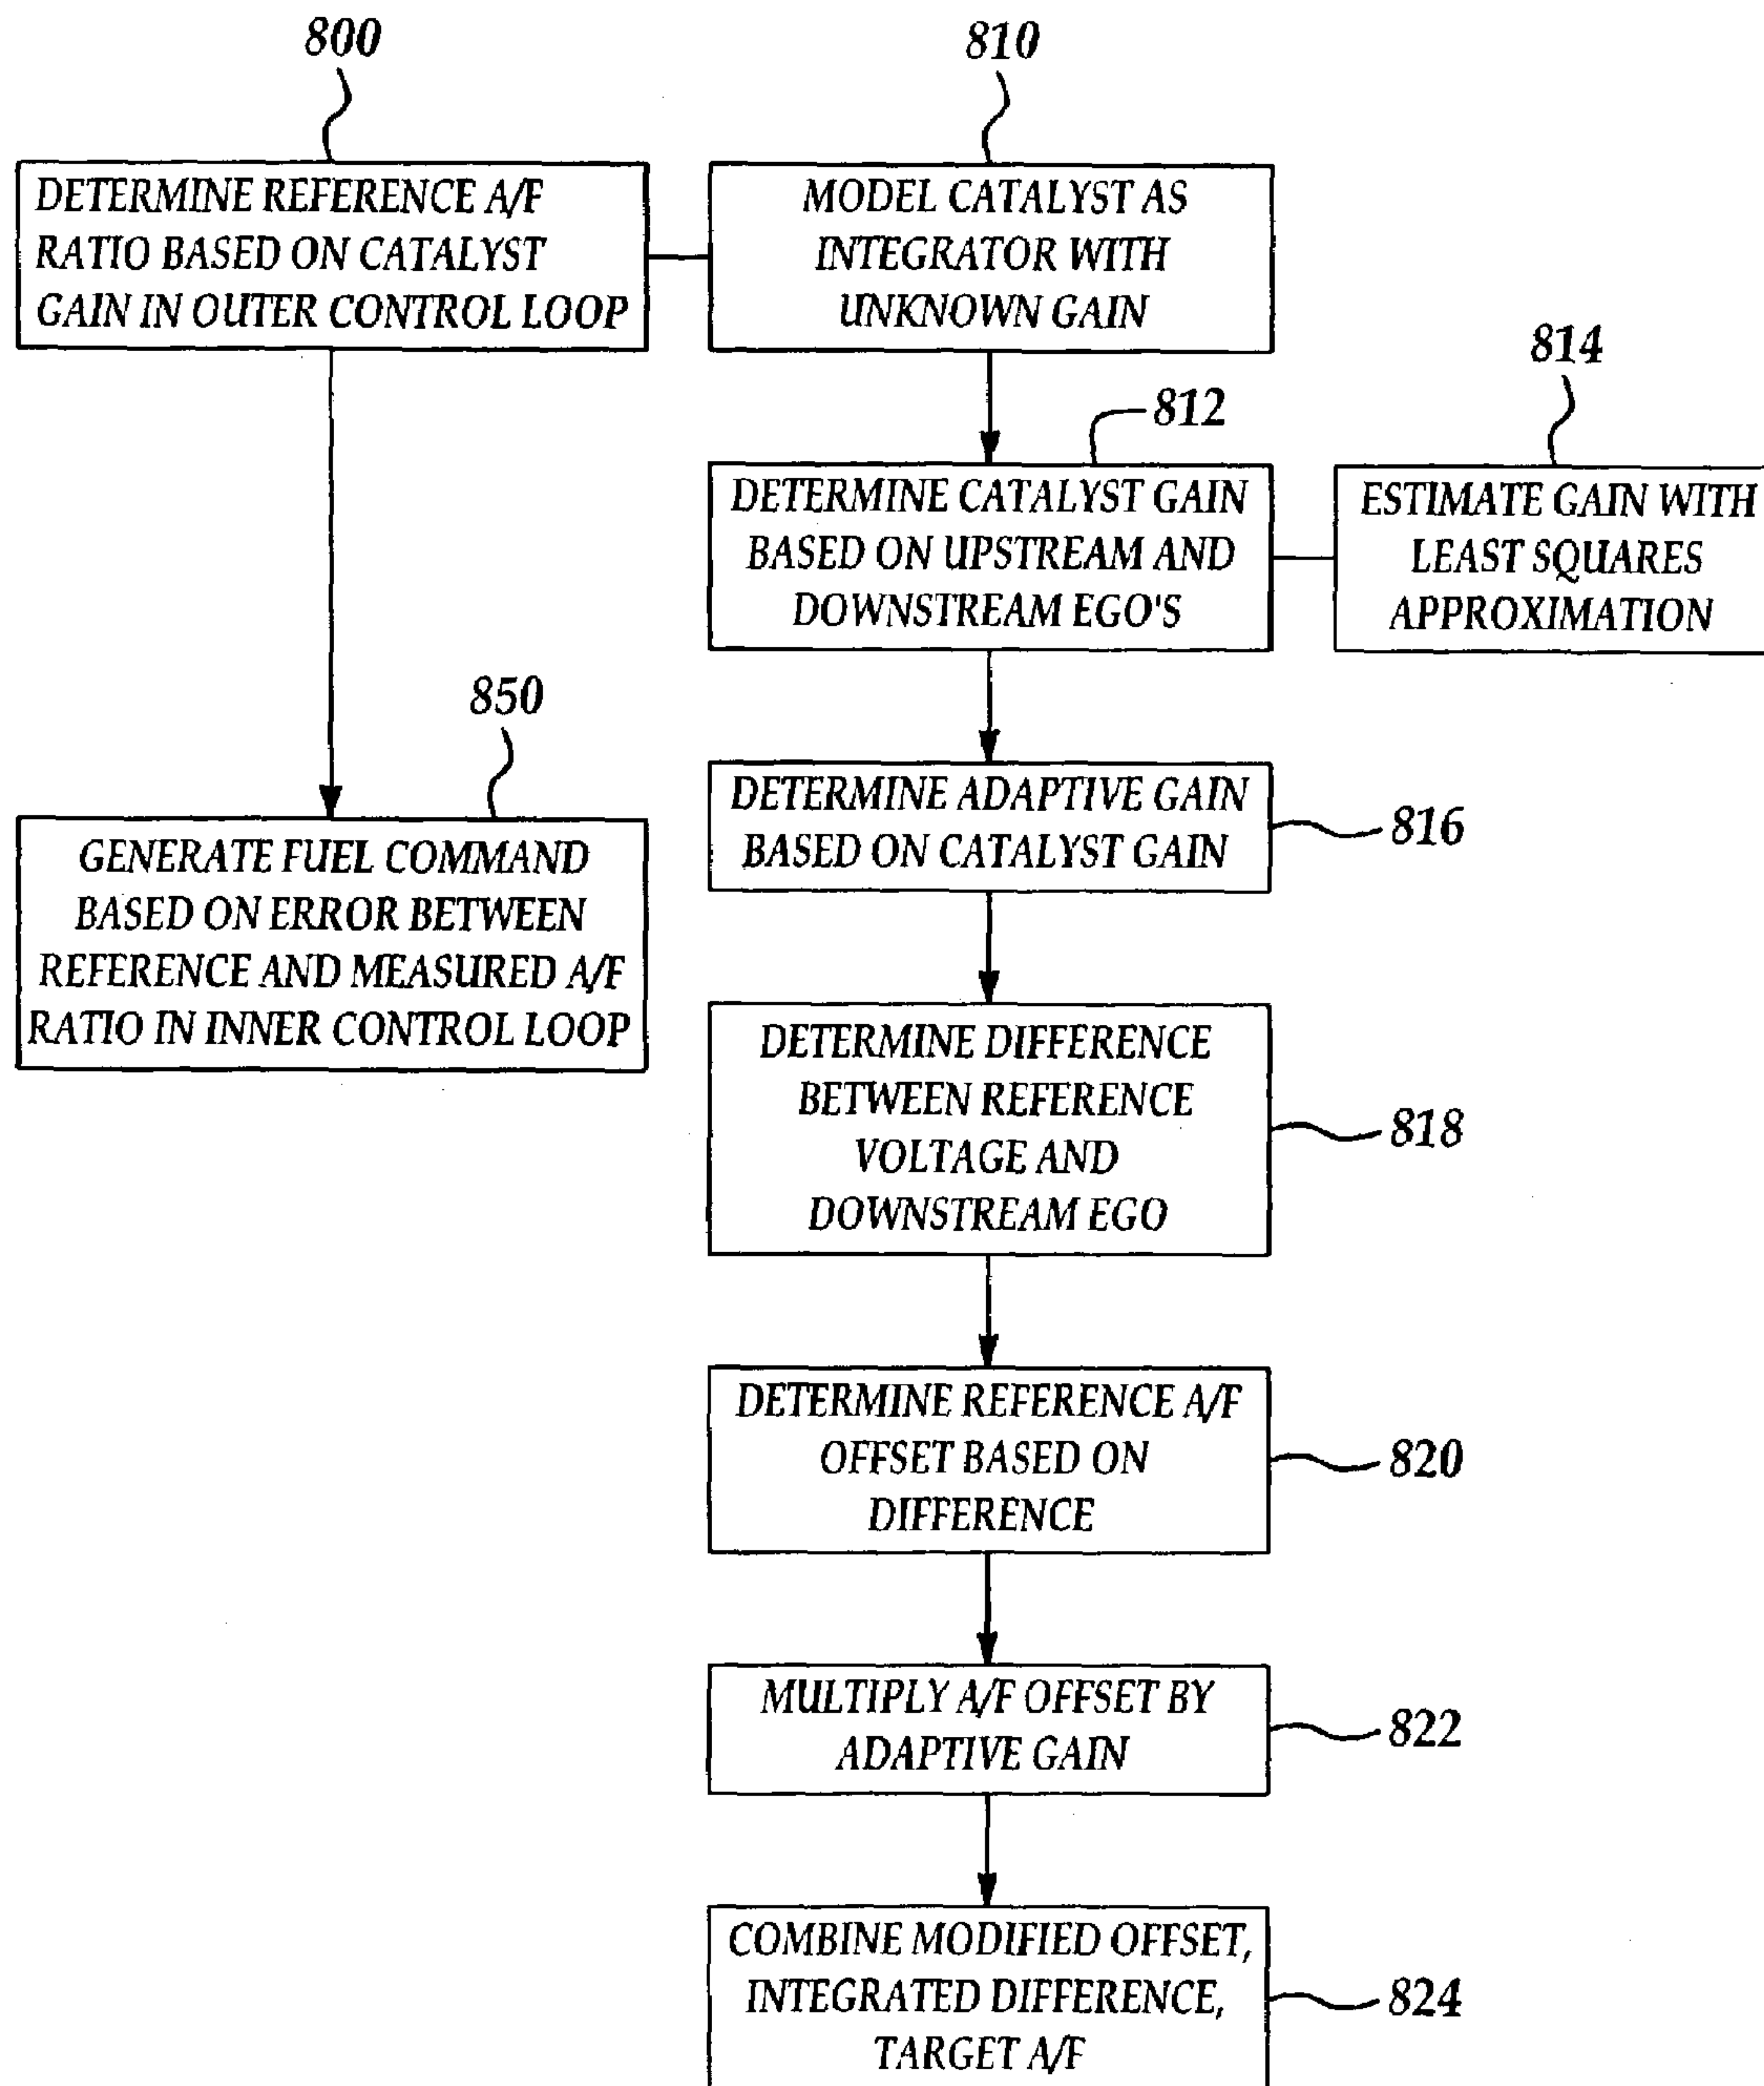 800
DETERMINE REFERENCE A/F
RATIO BASED ON CATALYST
GAIN IN OUTER CONTROL LOOP
810
MODEL CATALYST AS
INTEGRATOR WITH
UNKNOWN GAIN
812
DETERMINE CATALYST GAIN
BASED ON UPSTREAM AND
DOWNSTREAM EGO'S
814
ESTIMATE GAIN WITH
LEAST SQUARES
APPROXIMATION
850
GENERATE FUEL COMMAND
BASED ON ERROR BETWEEN
REFERENCE AND MEASURED A/F
RATIO IN INNER CONTROL LOOP
DETERMINE ADAPTIVE GAIN
BASED ON CATALYST GAIN
816
DETERMINE DIFFERENCE
BETWEEN REFERENCE
VOLTAGE AND
DOWNSTREAM EGO
818
DETERMINE REFERENCE A/F
OFFSET BASED ON
DIFFERENCE
820
MULTIPLY A/F OFFSET BY
ADAPTIVE GAIN
822
COMBINE MODIFIED OFFSET,
INTEGRATED DIFFERENCE,
TARGET A/F
824